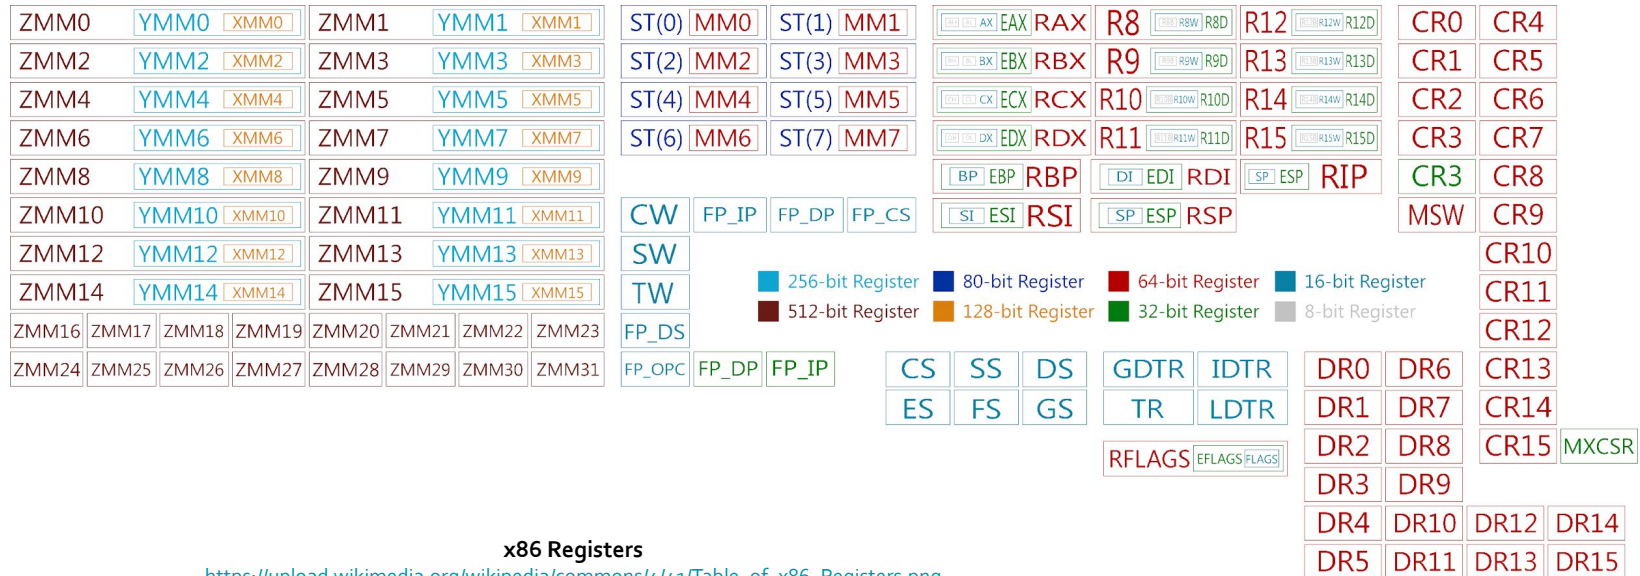 ZMM0 YMM0 XMM0 ZMM1 YMM1 XMM1 ST(0) MM0 ST(1) MM1 AX EAX RAX R8 R8W R8D R12 R12W R12D CR0 CR4
ZMM2 YMM2 XMM2 ZMM3 YMM3 XMM3 ST(2) MM2 ST(3) MM3 BX EBX RBX R9 R9W R9D R13 R13W R13D CR1 CR5
ZMM4 YMM4 XMM4 ZMM5 YMM5 XMM5 ST(4) MM4 ST(5) MM5 CX ECX RCX R10 R10W R10D R14 R14W R14D CR2 CR6
ZMM6 YMM6 XMM6 ZMM7 YMM7 XMM7 ST(6) MM6 ST(7) MM7 DX EDX RDX R11 R11W R11D R15 R15W R15D CR3 CR7
ZMM8 YMM8 XMM8 ZMM9 YMM9 XMM9 BP EBP RBP DI EDI RDI SP ESP RIP CR3 CR8
ZMM10 YMM10 XMM10 ZMM11 YMM11 XMM11 CW FP_IP FP_DP FP_CS SI ESI RSI SP ESP RSP MSW CR9
ZMM12 YMM12 XMM12 ZMM13 YMM13 XMM13 SW CR10
256-bit Register 80-bit Register 64-bit Register 16-bit Register
ZMM14 YMM14 XMM14 ZMM15 YMM15 XMM15 TW CR11
512-bit Register 128-bit Register 32-bit Register 8-bit Register
ZMM16 ZMM17 ZMM18 ZMM19 ZMM20 ZMM21 ZMM22 ZMM23 FP_DS CR12
ZMM24 ZMM25 ZMM26 ZMM27 ZMM28 ZMM29 ZMM30 ZMM31 FP_OPC FP_DP FP_IP CS SS DS GDTR IDTR DR0 DR6 CR13
ES FS GS TR LDTR DR1 DR7 CR14
RFLAGS EFLAGS FLAGS DR2 DR8 CR15 MXCSR
DR3 DR9
DR4 DR10 DR12 DR14
x86 Registers
DR5 DR11 DR13 DR15
https://upload.wikimedia.org/wikipedia/commons/4/41/Table_of_x86_Registers.png